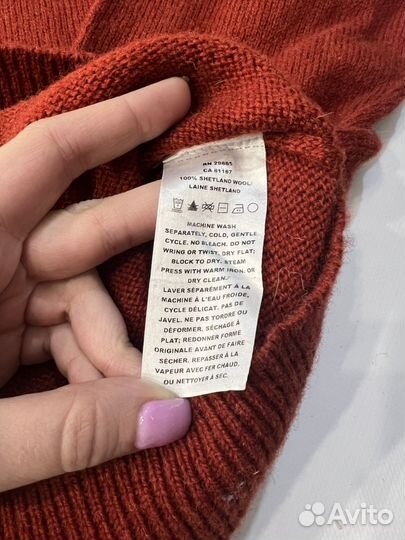 RN 29685
CA 81167
100% SHETLAND WOOL/
LAINE SHETLAND
MACHINE WASH
SEPARATELY, COLD, GENTLE
CYCLE. NO BLEACH. DO NOT
WRING OR TWIST. DRY FLAT;
BLOCK TO DRY. STEAM
PRESS WITH WARM IRON. OR
DRY CLEAN./
LAVER SÉPARÉMENT À LA
MACHINE À L'EAU FROIDE,
CYCLE DÉLICAT. PAS DE
JAVEL. NE PAS TORDRE OU
DÉFORMER. SÉCHAGE À
PLAT; REDONNER FORME
ORIGINALE AVANT DE FAIRE
SÉCHER. REPASSER À LA
VAPEUR AVEC FER CHAUD,
OU NETTOYER À SEC.
Avito